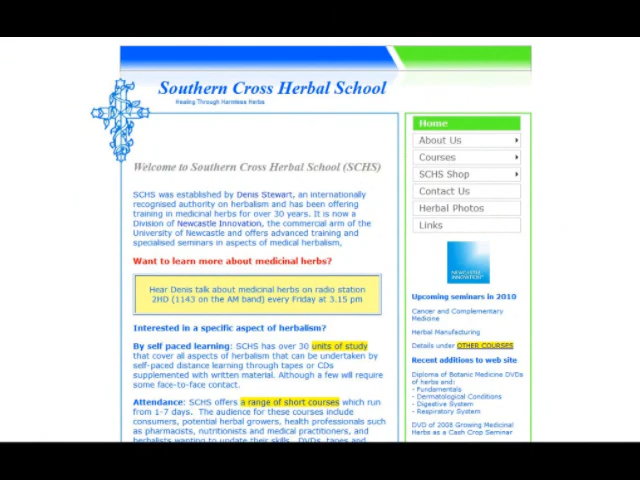 Southern Cross Herbal School
Healing Through Harmless Herbs
Welcome to Southern Cross Herbal School (SCHS)
SCHS was established by Denis Stewart, an internationally
recognised authority on herbalism and has been offering
training in medicinal herbs for over 30 years. It is now a
Division of Newcastle Innovation, the commercial arm of the
University of Newcastle and offers advanced training and
specialised seminars in aspects of medical herbalism,
Want to learn more about medicinal herbs?
Hear Denis talk about medicinal herbs on radio station
2HD (1143 on the AM band) every Friday at 3.15 pm
Interested in a specific aspect of herbalism?
By self paced learning: SCHS has over 30 units of study
that cover all aspects of herbalism that can be undertaken by
self-paced distance learning through tapes or CDs
supplemented with written material. Although a few will require
some face-to-face contact.
Attendance: SCHS offers a range of short courses which run
from 1-7 days. The audience for these courses include
consumers, potential herbal growers, health professionals such
as pharmacists, nutritionists and medical practitioners, and
herbalists wanting to update their skills. DVDs, tapes and
Home
About Us
Courses
SCHS Shop
Contact Us
Herbal Photos
Links
NEWCASTLE
INNOVATION
Upcoming seminars in 2010
Cancer and Complementary
Medicine
Herbal Manufacturing
Details under OTHER COURSES
Recent additions to web site
Diploma of Botanic Medicine DVDs
of herbs and:
- Fundamentals
- Dermatological Conditions
- Digestive System
- Respiratory System
DVD of 2008 Growing Medicinal
Herbs as a Cash Crop Seminar